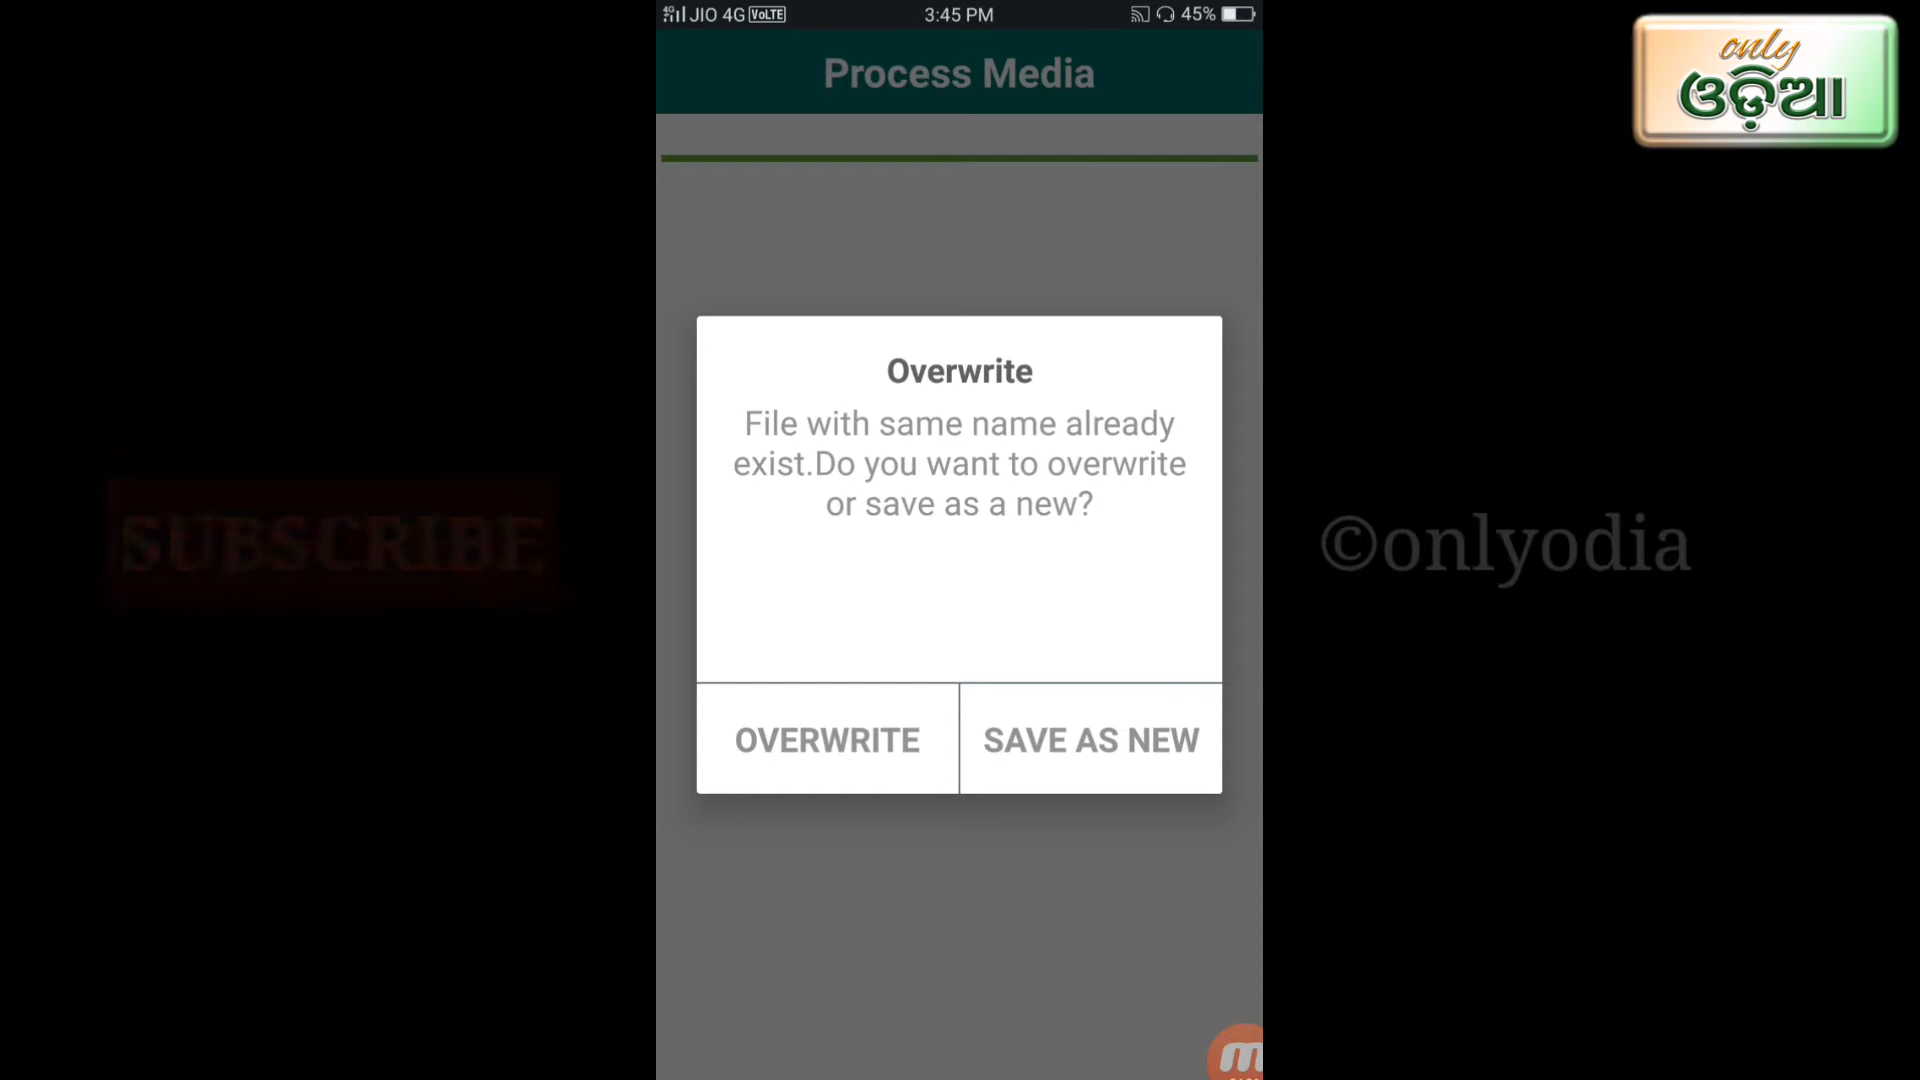 4G JIO 4G VoLTE 3:45 PM 45%
Process Media
only
ଓଡ଼ିଆ
Overwrite
File with same name already
exist.Do you want to overwrite
or save as a new?
SUBSCRIBE
©onlyodia
OVERWRITE
SAVE AS NEW